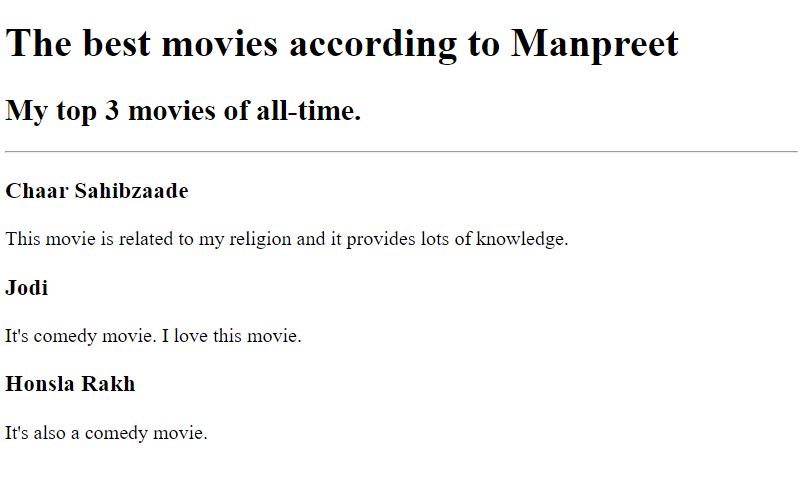 The best movies according to Manpreet
My top 3 movies of all-time.
Chaar Sahibzaade
This movie is related to my religion and it provides lots of knowledge.
Jodi
It's comedy movie. I love this movie.
Honsla Rakh
It's also a comedy movie.